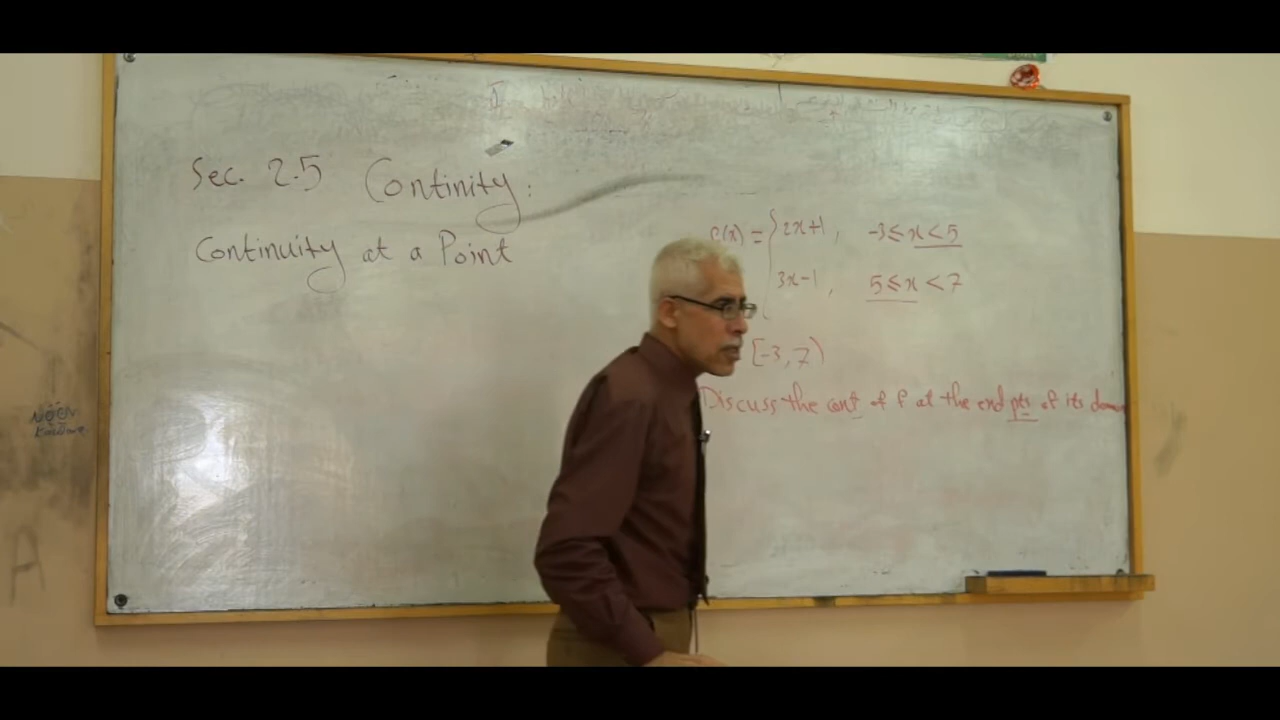 Sec. 2.5 Continity:
Continuity at a Point
f(x) = { 2x+1, -3 ≤ x < 5
3x-1, 5 ≤ x < 7
[-3, 7)
Discuss the cont of f at the end pts of its
NOON